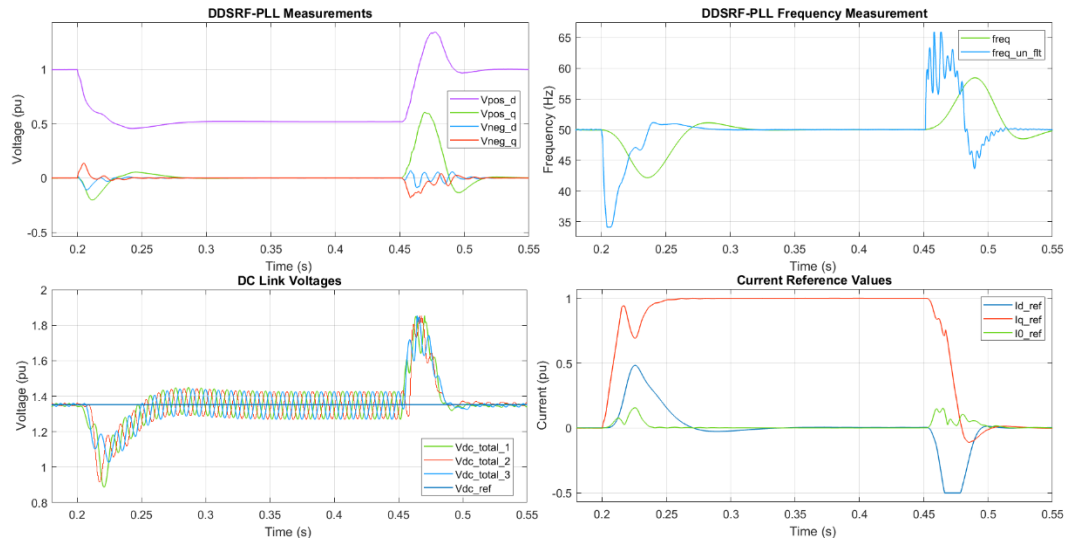 DDSRF-PLL Measurements
Voltage (pu)
1
0.5
0
-0.5
Vpos_d
Vpos_q
Vneg_d
Vneg_q
0.2 0.25 0.3 0.35 0.4 0.45 0.5 0.55
Time (s)
DDSRF-PLL Frequency Measurement
Frequency (Hz)
65
60
55
50
45
40
35
freq
freq_un_flt
0.2 0.25 0.3 0.35 0.4 0.45 0.5 0.55
Time (s)
DC Link Voltages
Voltage (pu)
2
1.8
1.6
1.4
1.2
1
0.8
Vdc_total_1
Vdc_total_2
Vdc_total_3
Vdc_ref
0.2 0.25 0.3 0.35 0.4 0.45 0.5 0.55
Time (s)
Current Reference Values
Current (pu)
1
0.5
0
-0.5
Id_ref
Iq_ref
I0_ref
0.2 0.25 0.3 0.35 0.4 0.45 0.5 0.55
Time (s)